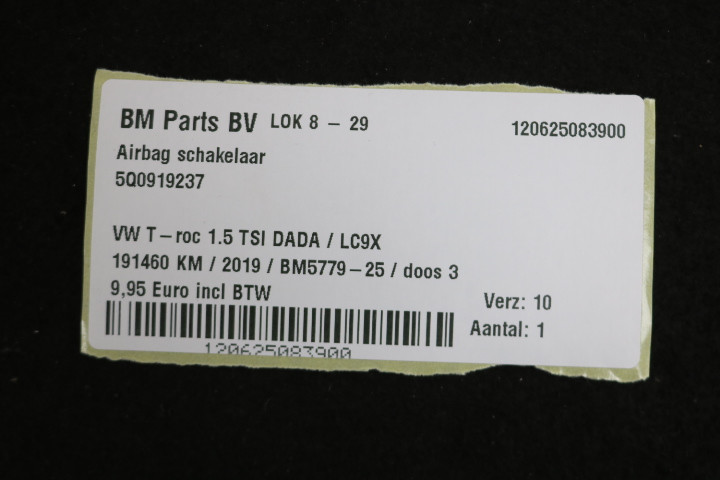 BM Parts BV LOK 8 - 29 120625083900
Airbag schakelaar
5Q0919237
VW T-roc 1.5 TSI DADA / LC9X
191460 KM / 2019 / BM5779-25 / doos 3
9,95 Euro incl BTW
Verz: 10
Aantal: 1
120625083900